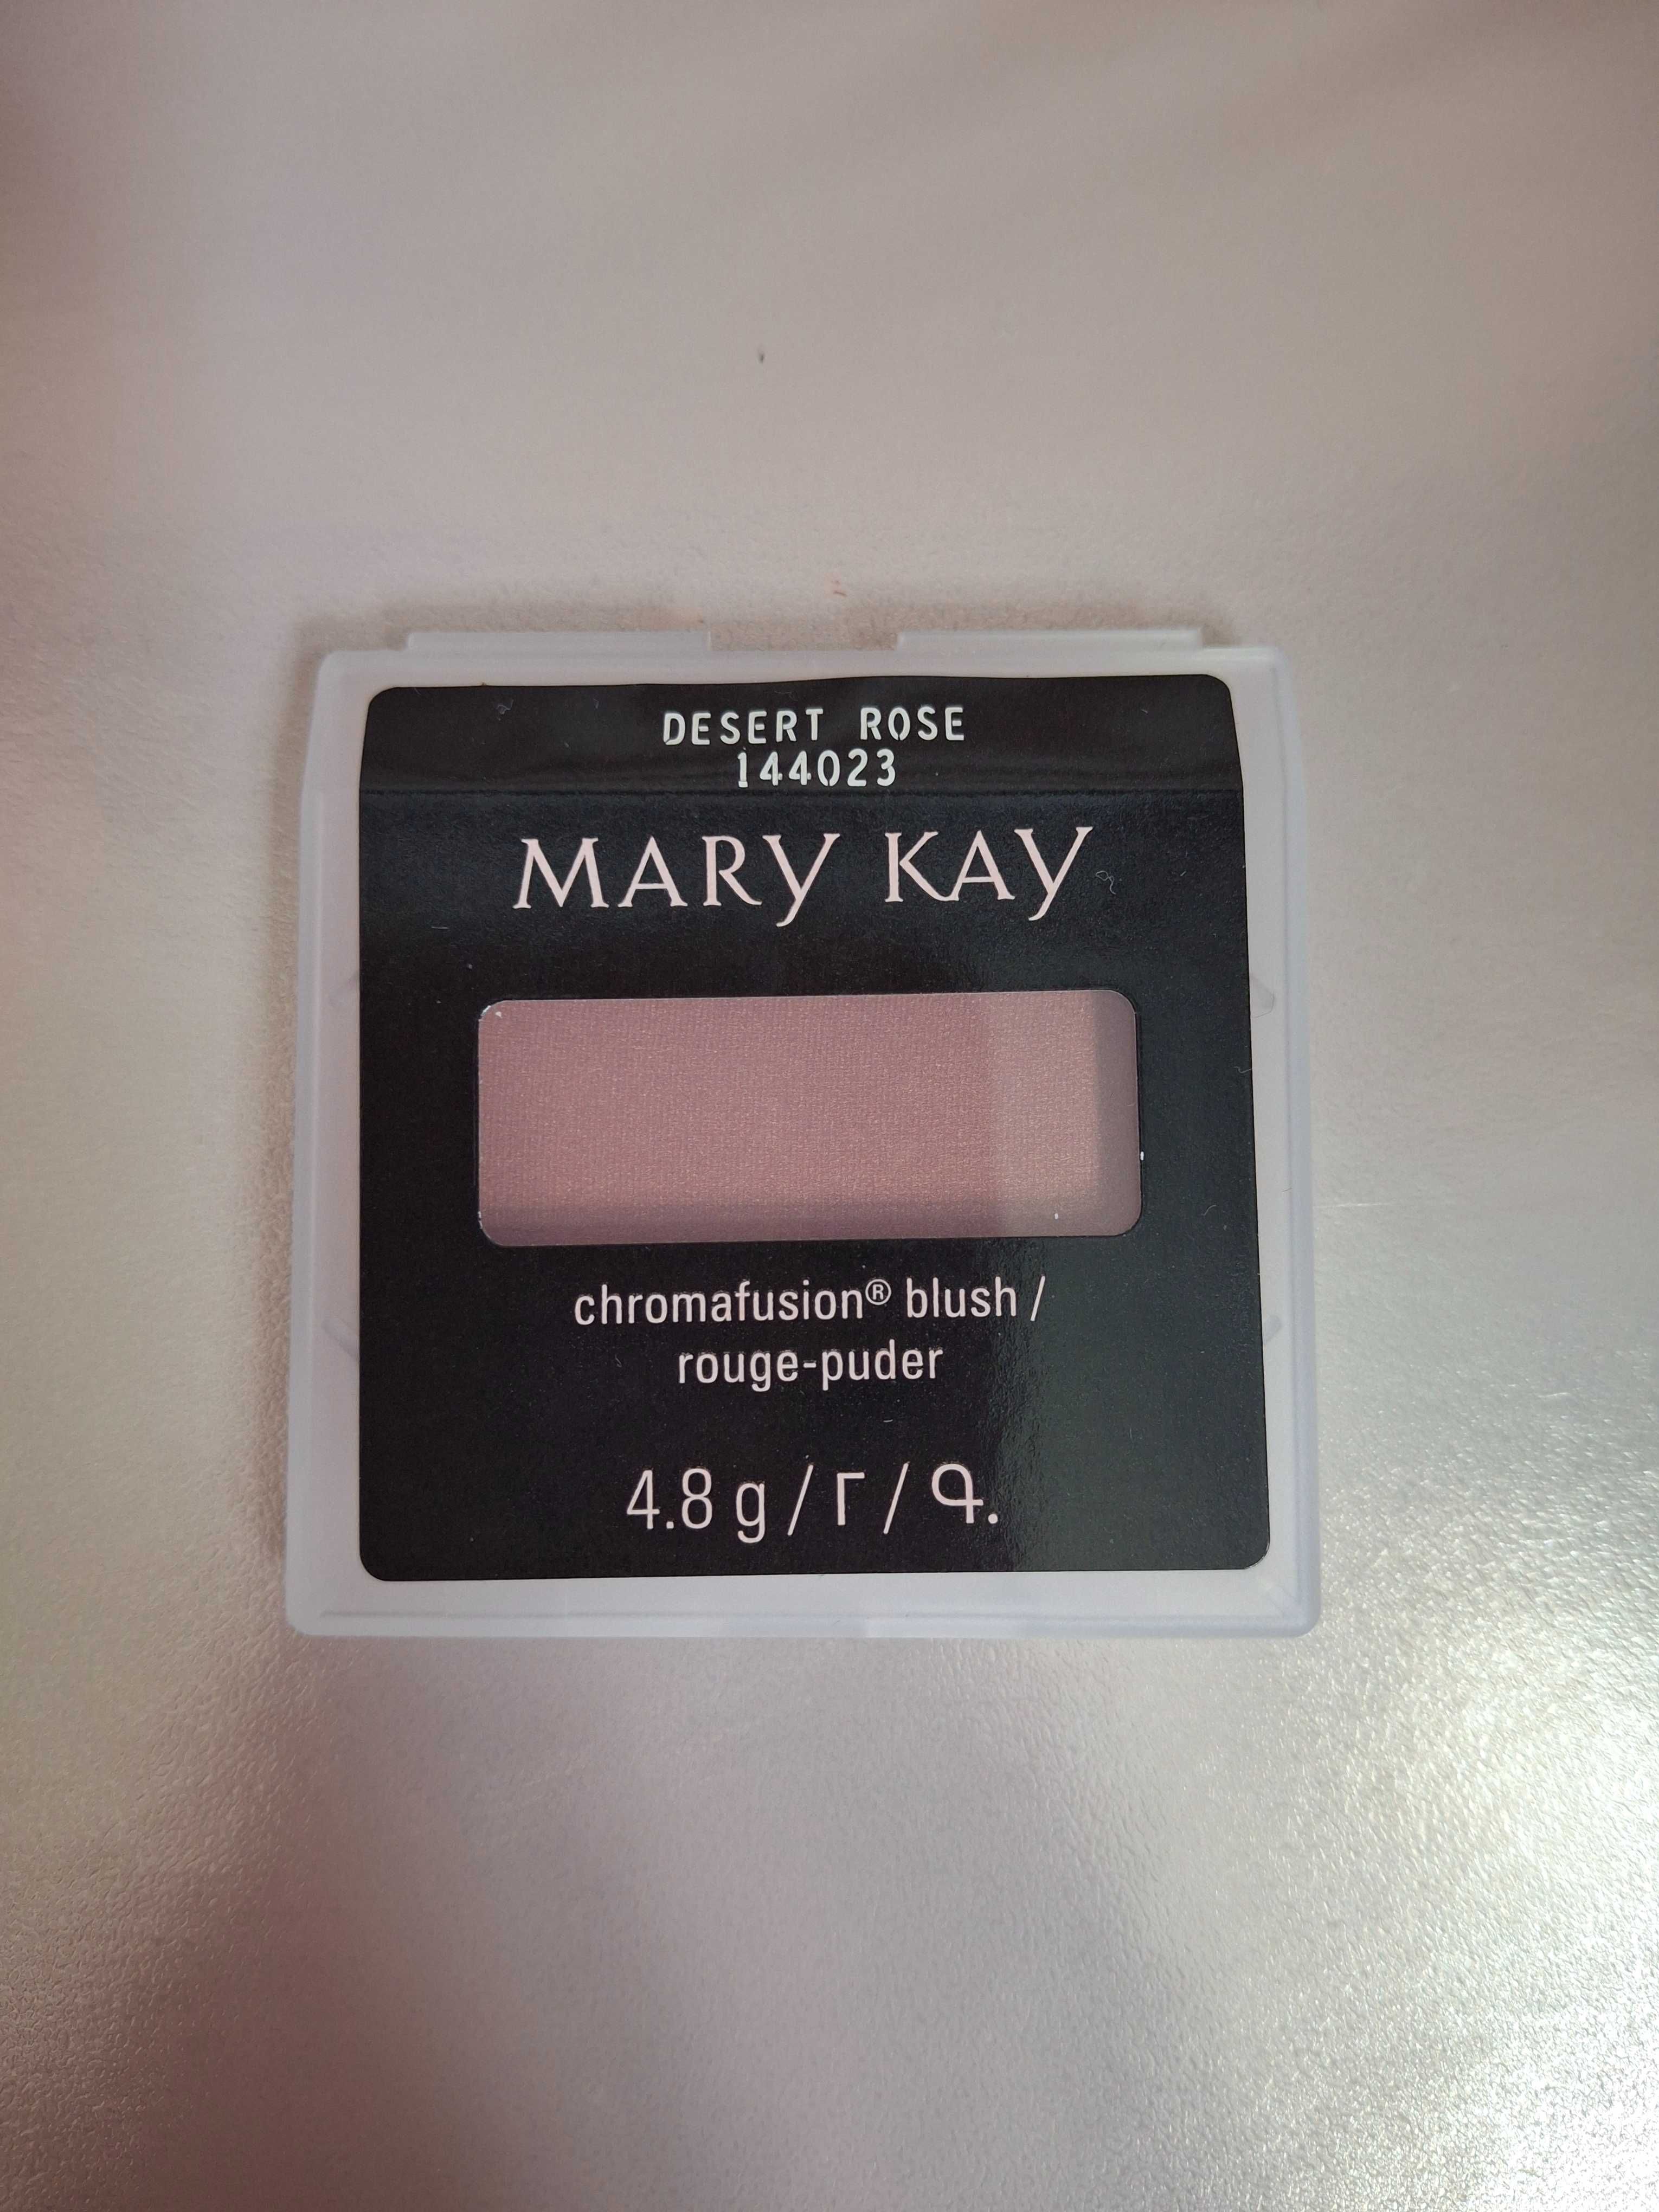 DESERT ROSE
144023
MARY KAY
chromafusion® blush /
rouge-puder
4.8 g / Г / Գ.